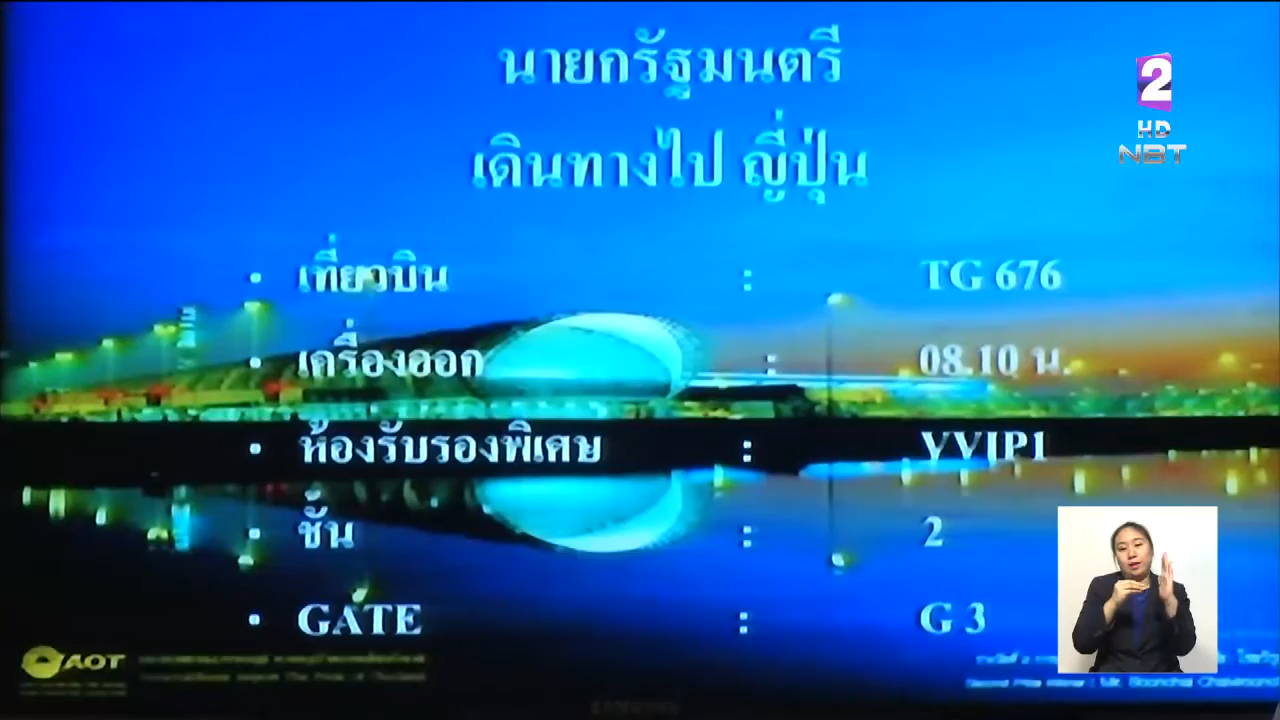 นายกรัฐมนตรี
เดินทางไป ญี่ปุ่น
2
HD
NBT
• เที่ยวบิน : TG 676
• เครื่องออก : 08.10 น.
• ห้องรับรองพิเศษ : VVIP1
• ชั้น : 2
• GATE : G 3
AOT